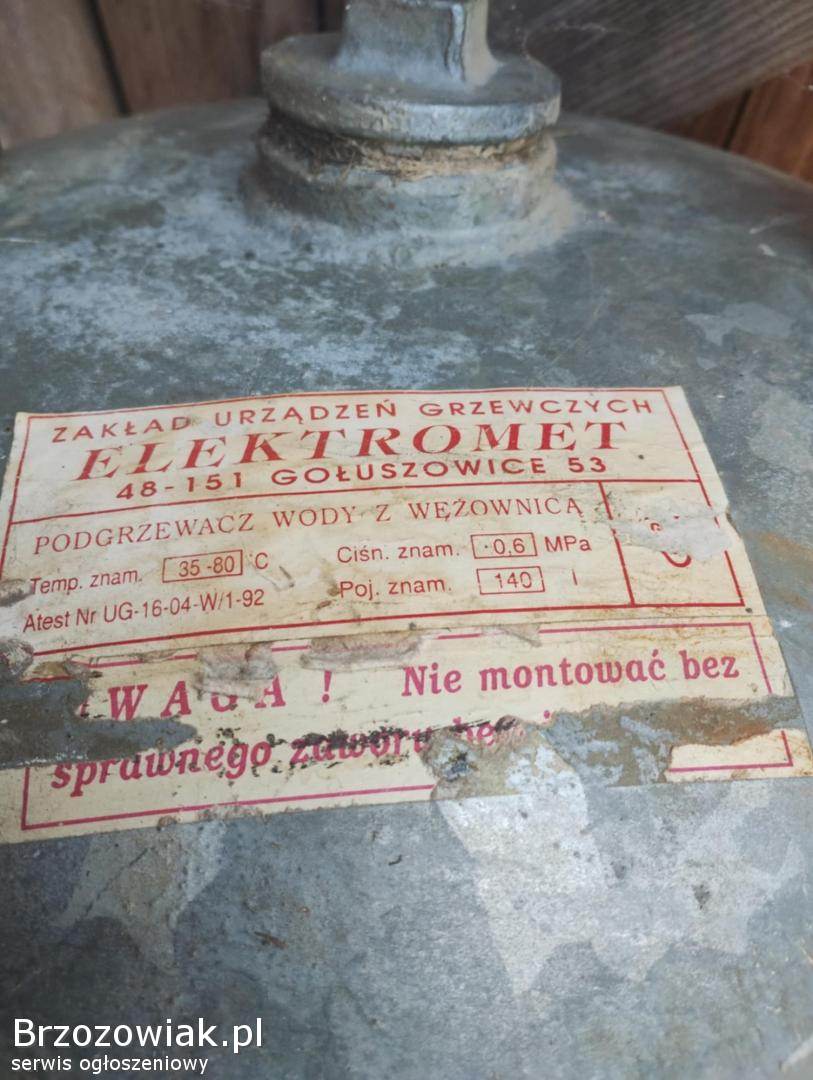 ZAKŁAD URZĄDZEŃ GRZEWCZYCH
ELEKTROMET
48-151 GOŁUSZOWICE 53
PODGRZEWACZ WODY Z WĘŻOWNICĄ
Temp. znam. 35-80 °C
Ciśn. znam. 0,6 MPa
Atest Nr UG-16-04-W/1-92
Poj. znam. 140 l
UWAGA ! Nie montować bez
sprawnego zaworu
Brzozowiak.pl
serwis ogłoszeniowy